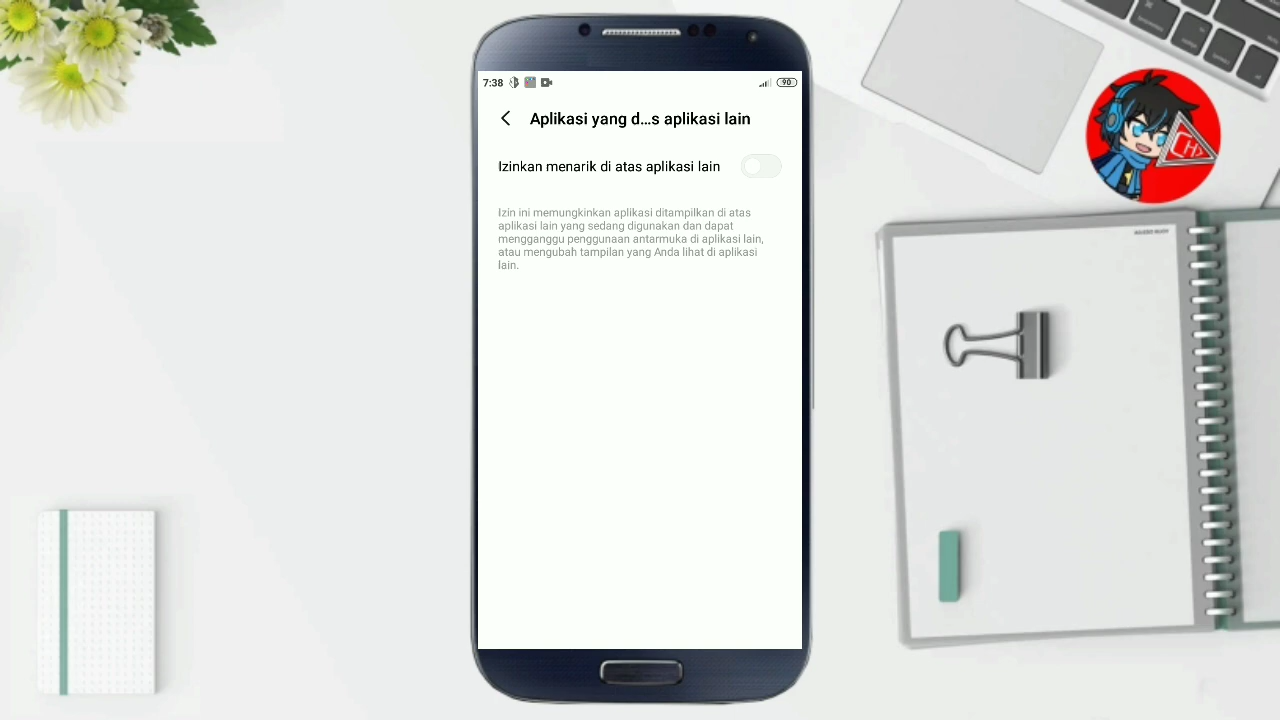 7:38
90
Aplikasi yang d...s aplikasi lain
Izinkan menarik di atas aplikasi lain
Izin ini memungkinkan aplikasi ditampilkan di atas
aplikasi lain yang sedang digunakan dan dapat
mengganggu penggunaan antarmuka di aplikasi lain,
atau mengubah tampilan yang Anda lihat di aplikasi
lain.
CH